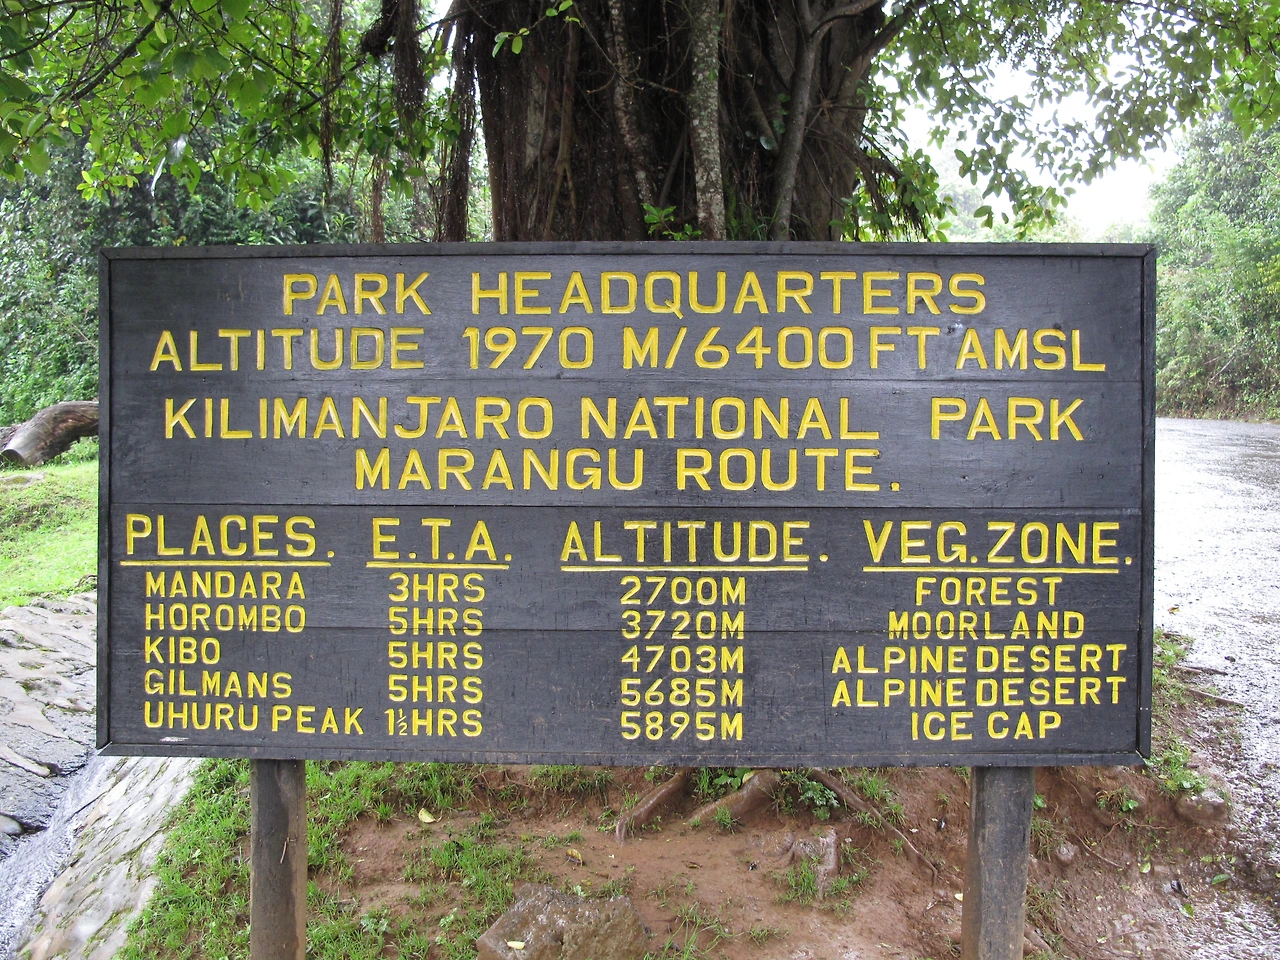 PARK HEADQUARTERS
ALTITUDE 1970 M/6400 FT AMSL
KILIMANJARO NATIONAL PARK
MARANGU ROUTE.
PLACES. E.T.A. ALTITUDE. VEG.ZONE.
MANDARA 3HRS 2700M FOREST
HOROMBO 5HRS 3720M MOORLAND
KIBO 5HRS 4703M ALPINE DESERT
GILMANS 5HRS 5685M ALPINE DESERT
UHURU PEAK 1½HRS 5895M ICE CAP